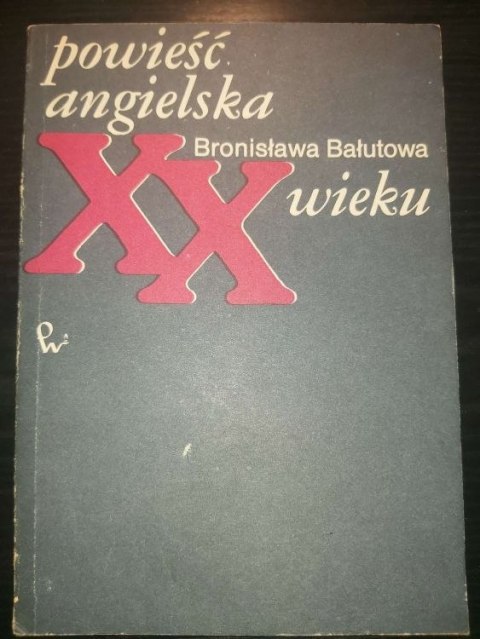 powieść
angielska
Bronisława Bałutowa
XX wieku